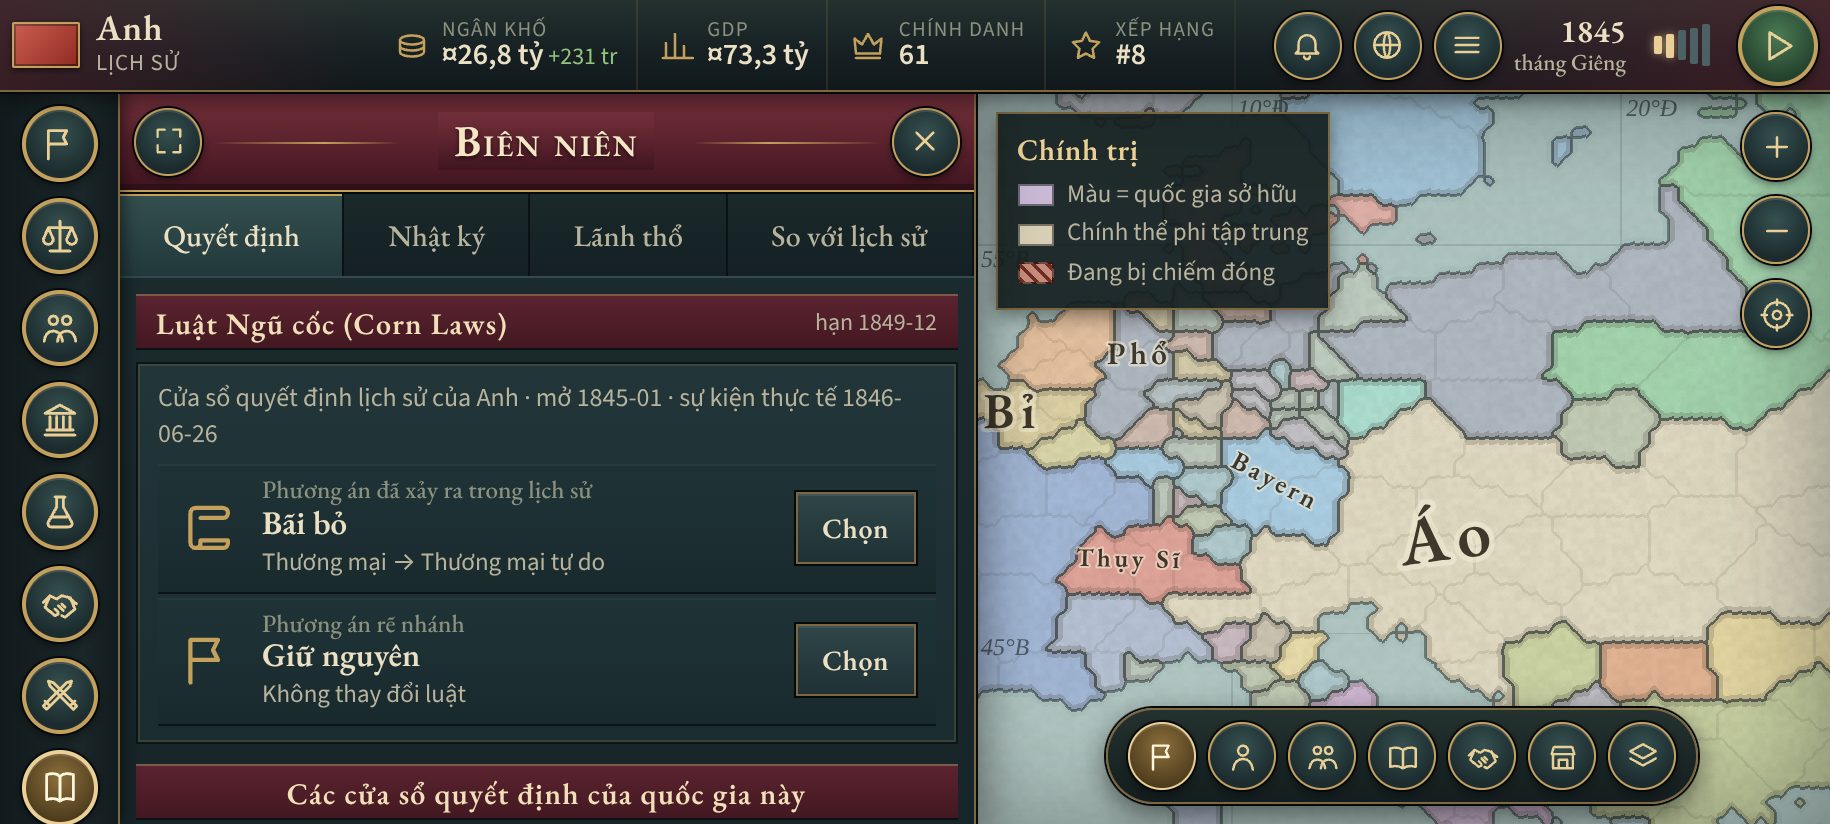 Anh
LỊCH SỬ
NGÂN KHỐ
¤26,8 tỷ +231 tr
GDP
¤73,3 tỷ
CHÍNH DANH
61
XẾP HẠNG
#8
1845
tháng Giêng
BIÊN NIÊN
Quyết định
Nhật ký
Lãnh thổ
So với lịch sử
Luật Ngũ cốc (Corn Laws)
hạn 1849-12
Cửa sổ quyết định lịch sử của Anh · mở 1845-01 · sự kiện thực tế 1846-
06-26
Phương án đã xảy ra trong lịch sử
Bãi bỏ
Thương mại → Thương mại tự do
Chọn
Phương án rẽ nhánh
Giữ nguyên
Không thay đổi luật
Chọn
Các cửa sổ quyết định của quốc gia này
10°Đ
20°Đ
Chính trị
Màu = quốc gia sở hữu
Chính thể phi tập trung
Đang bị chiếm đóng
Phổ
Bỉ
Bayern
Áo
Thụy Sĩ
45°B